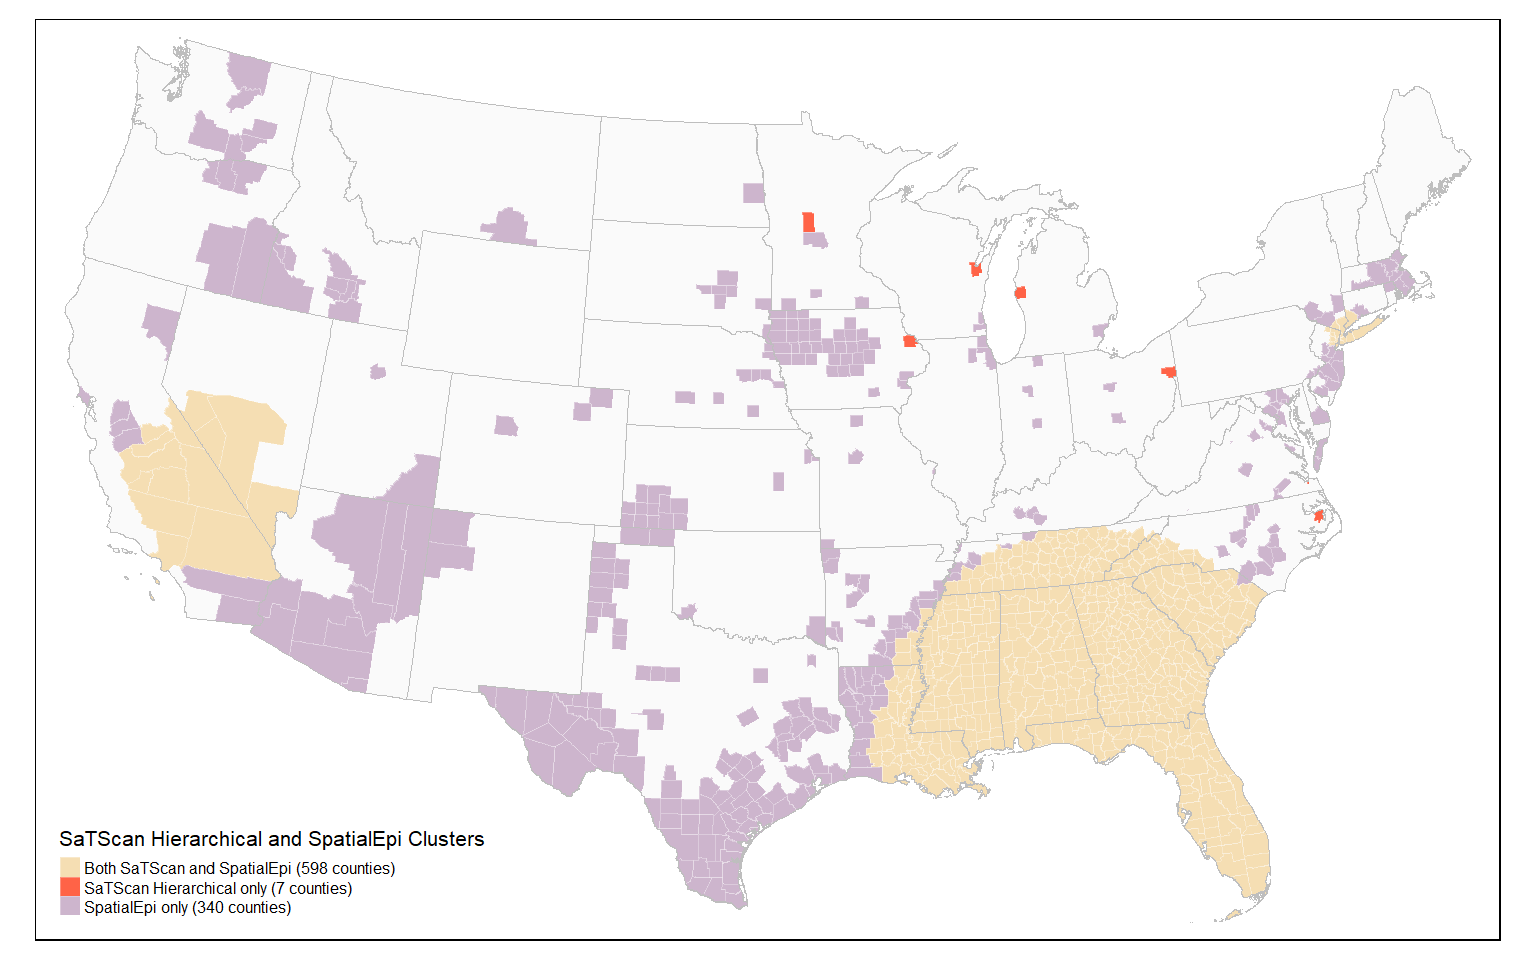 SaTScan Hierarchical and SpatialEpi Clusters
Both SaTScan and SpatialEpi (598 counties)
SaTScan Hierarchical only (7 counties)
SpatialEpi only (340 counties)